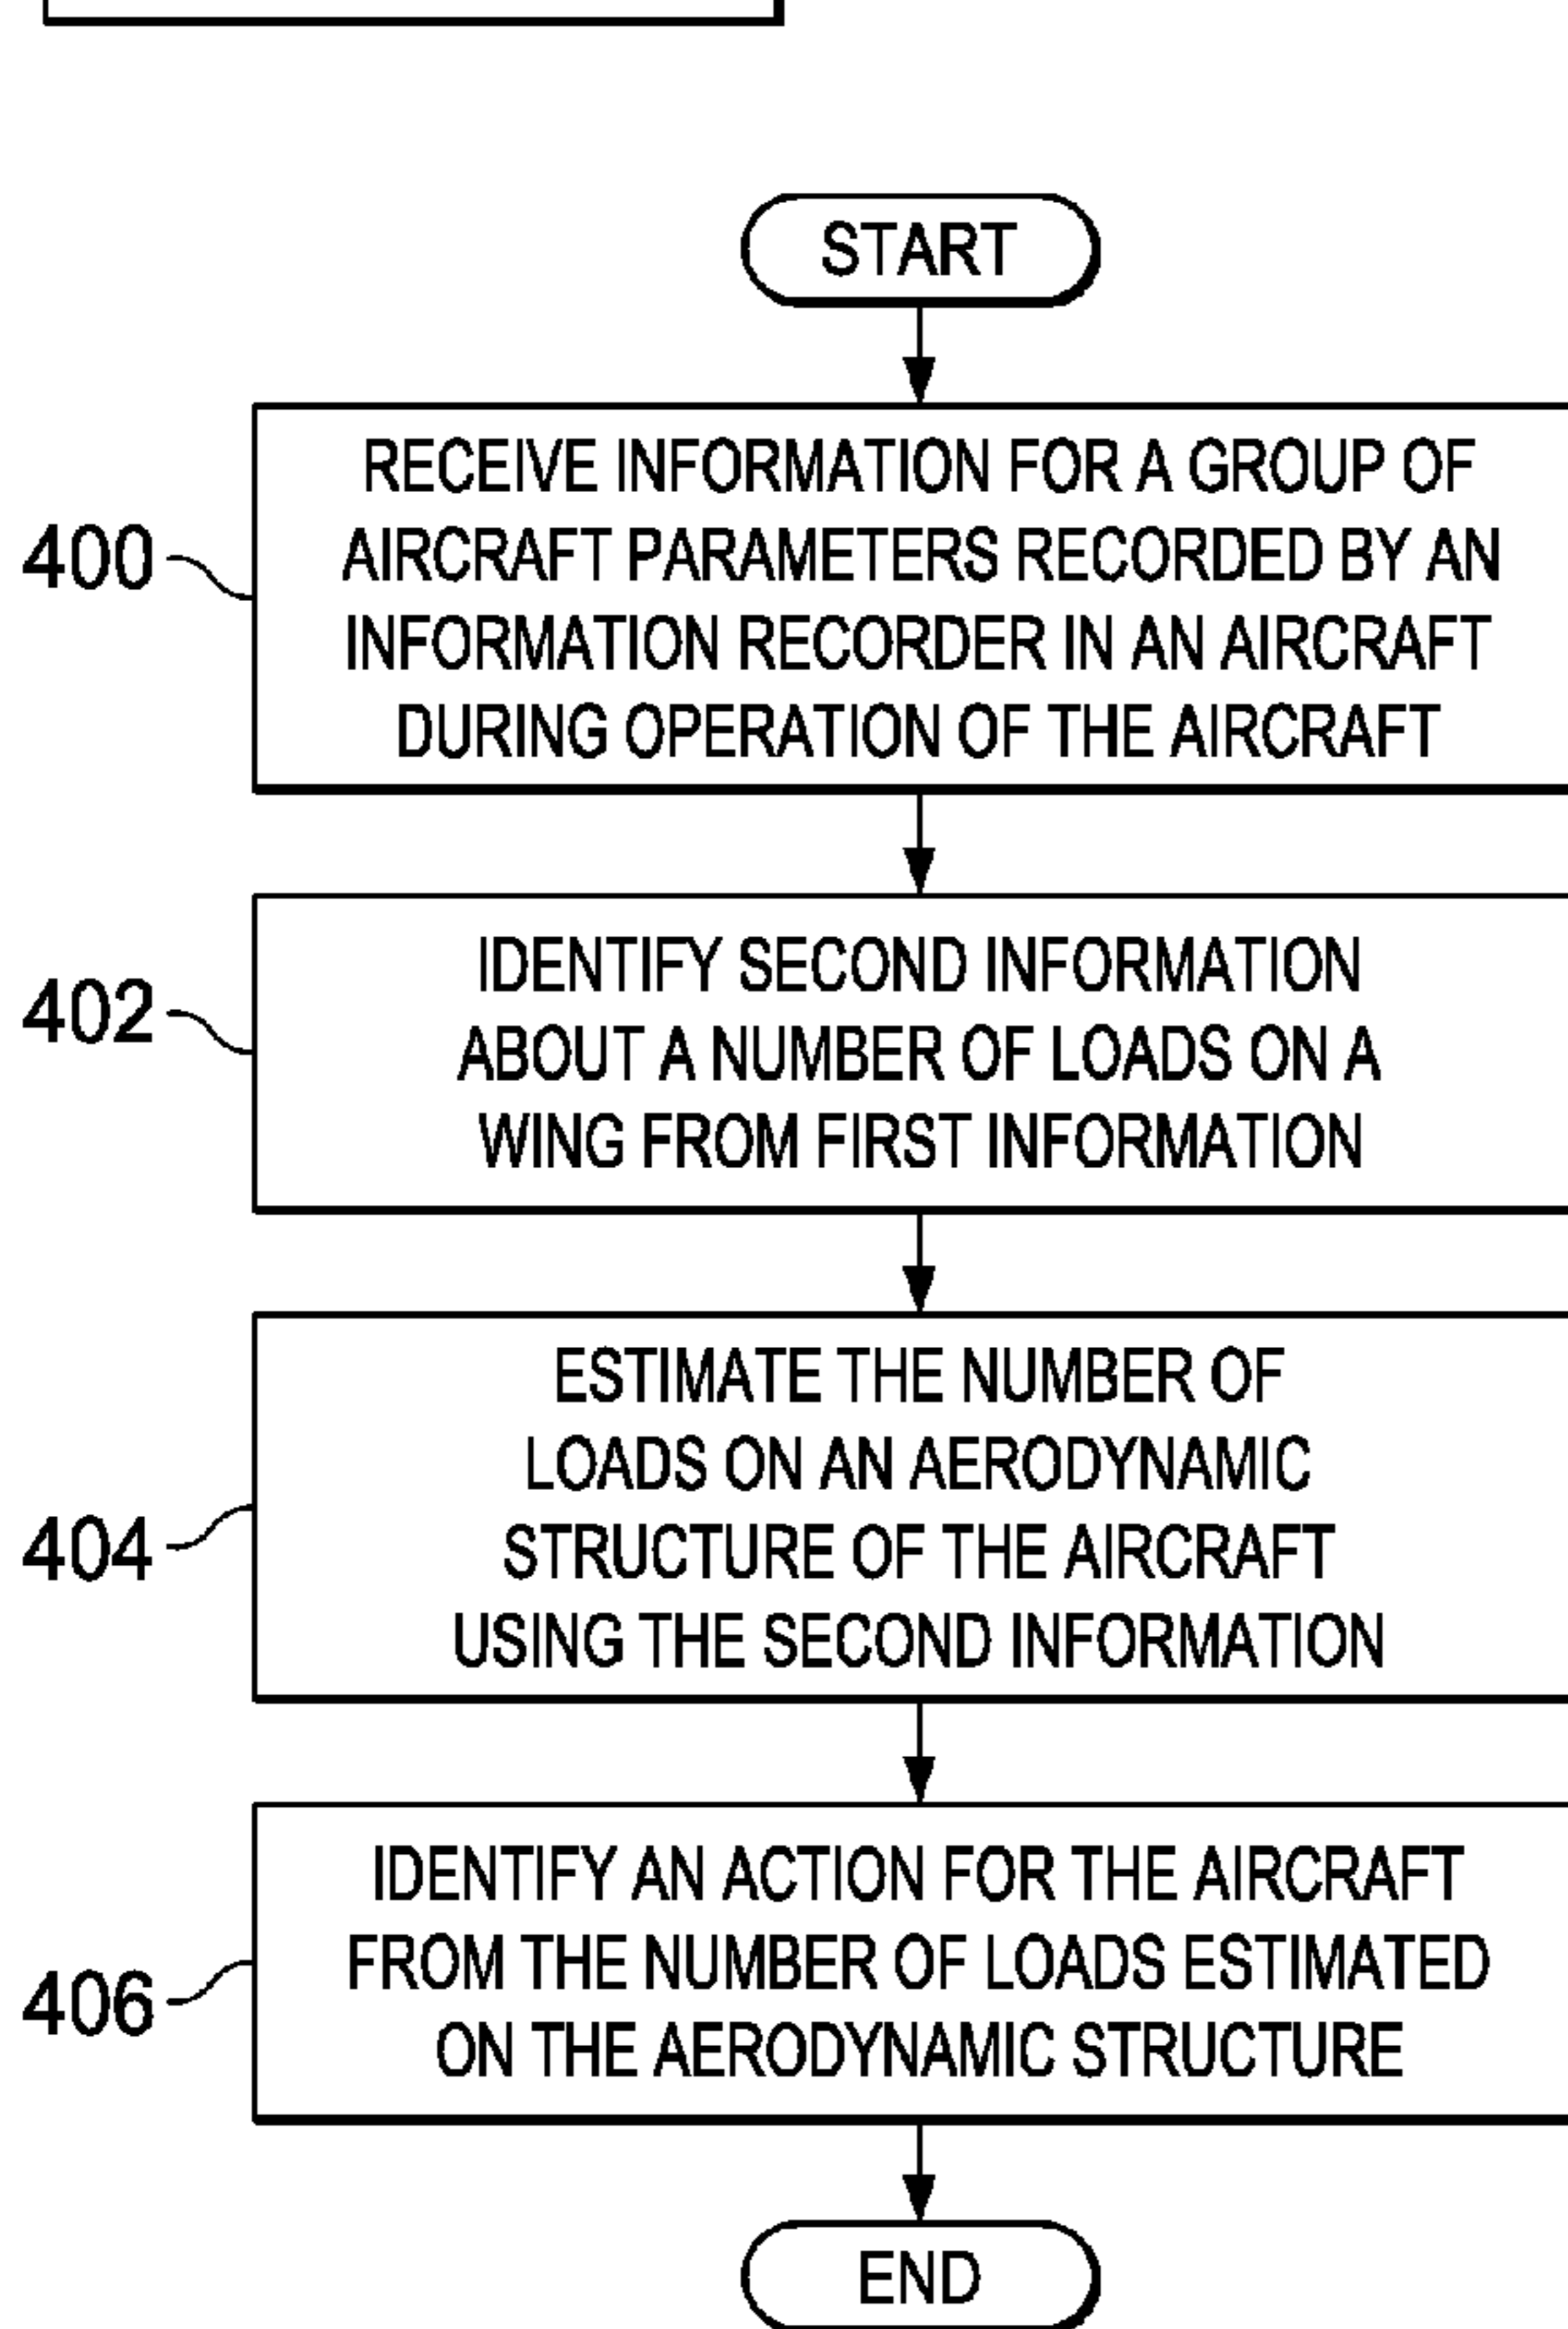 START
400
RECEIVE INFORMATION FOR A GROUP OF
AIRCRAFT PARAMETERS RECORDED BY AN
INFORMATION RECORDER IN AN AIRCRAFT
DURING OPERATION OF THE AIRCRAFT
402
IDENTIFY SECOND INFORMATION
ABOUT A NUMBER OF LOADS ON A
WING FROM FIRST INFORMATION
404
ESTIMATE THE NUMBER OF
LOADS ON AN AERODYNAMIC
STRUCTURE OF THE AIRCRAFT
USING THE SECOND INFORMATION
406
IDENTIFY AN ACTION FOR THE AIRCRAFT
FROM THE NUMBER OF LOADS ESTIMATED
ON THE AERODYNAMIC STRUCTURE
END